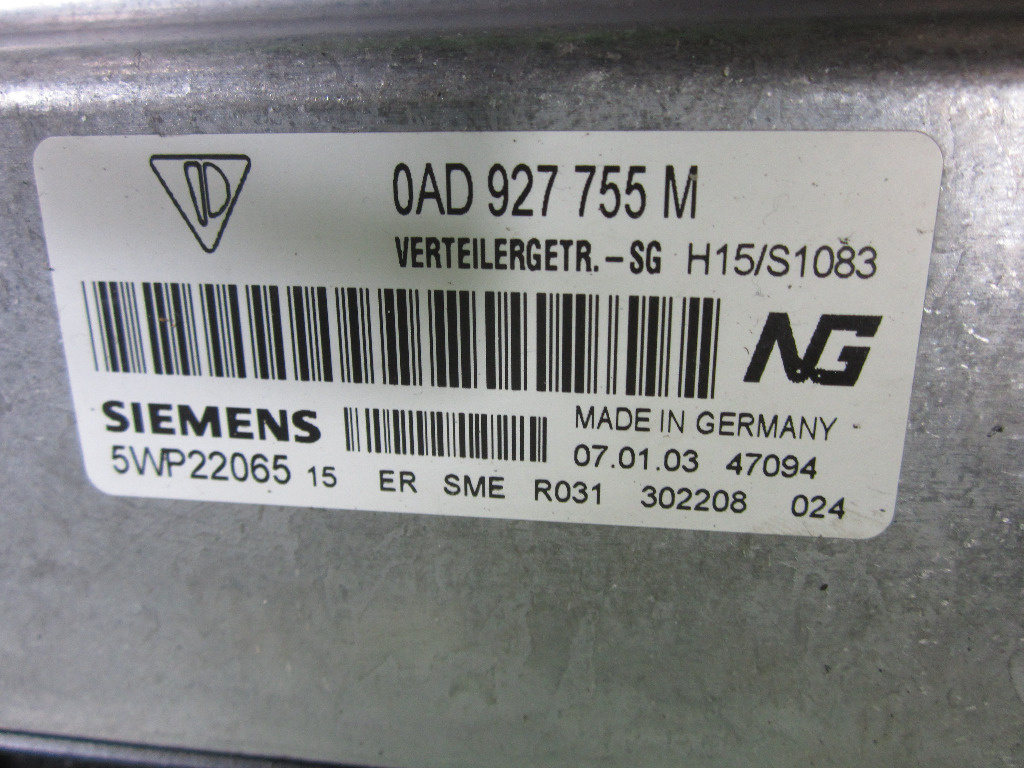 0AD 927 755 M
VERTEILERGETR.-SG H15/S1083
NG
SIEMENS
MADE IN GERMANY
5WP22065 15
07.01.03 47094
ER SME R031 302208 024